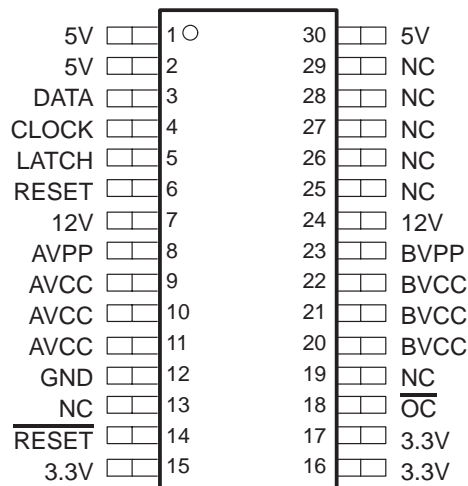 5V 1 30 5V
5V 2 29 NC
DATA 3 28 NC
CLOCK 4 27 NC
LATCH 5 26 NC
RESET 6 25 NC
12V 7 24 12V
AVPP 8 23 BVPP
AVCC 9 22 BVCC
AVCC 10 21 BVCC
AVCC 11 20 BVCC
GND 12 19 NC
NC 13 18 O̅C̅
R̅E̅S̅E̅T̅ 14 17 3.3V
3.3V 15 16 3.3V